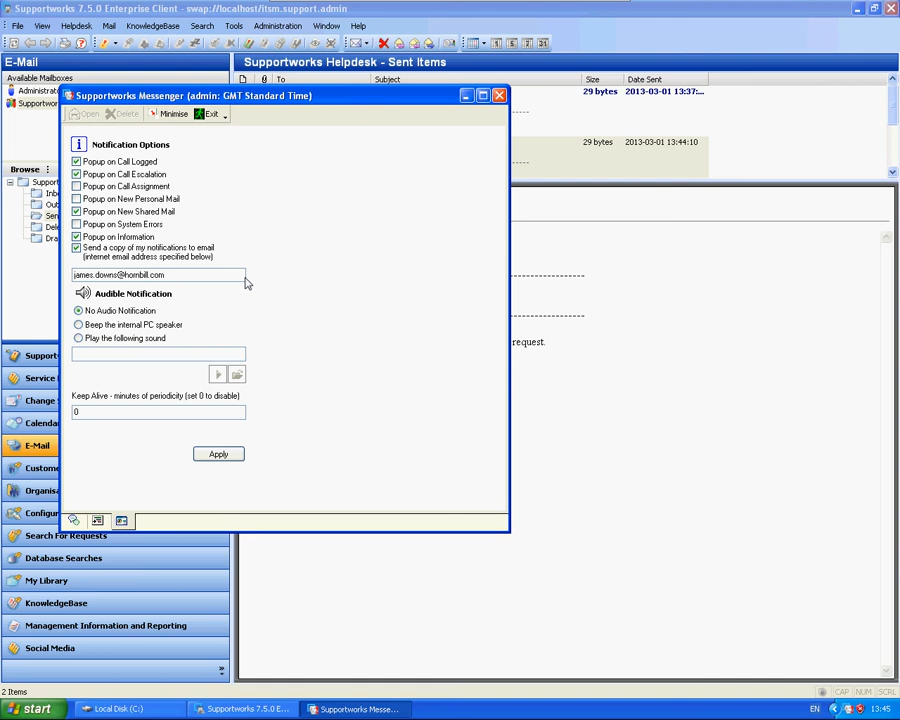 Supportworks 7.5.0 Enterprise Client - swap://localhost/itsm.support.admin
File View Helpdesk Mail KnowledgeBase Search Tools Administration Window Help
E-Mail
Supportworks Helpdesk - Sent Items
Available Mailboxes
To Subject Size Date Sent
Administrat
29 bytes 2013-03-01 13:37:...
Supportwor
29 bytes 2013-03-01 13:44:10
Browse
Support
Inb
Out
Sen
Dele
Dra
request.
Supportworks Messenger (admin: GMT Standard Time)
Open Delete Minimise Exit
Notification Options
Popup on Call Logged
Popup on Call Escalation
Popup on Call Assignment
Popup on New Personal Mail
Popup on New Shared Mail
Popup on System Errors
Popup on Information
Send a copy of my notifications to email
(internet email address specified below)
james.downs@hornbill.com
Audible Notification
No Audio Notification
Beep the internal PC speaker
Play the following sound
Keep Alive - minutes of periodicity (set 0 to disable)
0
Apply
Support
Service
Change
Calenda
E-Mail
Custome
Organisa
Configur
Search For Requests
Database Searches
My Library
KnowledgeBase
Management Information and Reporting
Social Media
2 Items
CAP NUM SCRL
start
Local Disk (C:)
Supportworks 7.5.0 E...
Supportworks Messe...
EN
13:45